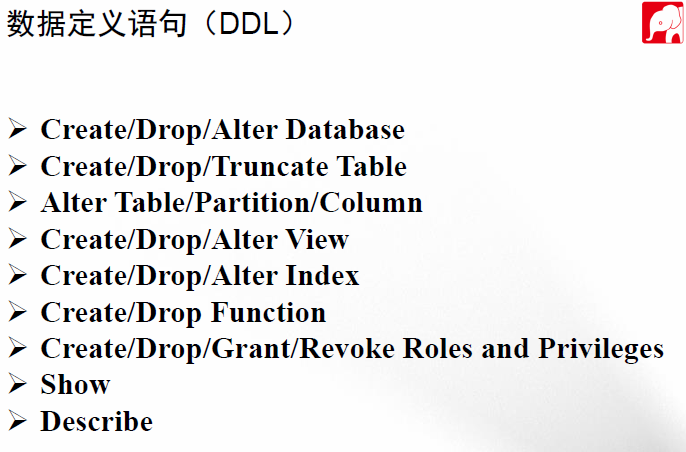 数据定义语句（DDL）
➢ Create/Drop/Alter Database
➢ Create/Drop/Truncate Table
➢ Alter Table/Partition/Column
➢ Create/Drop/Alter View
➢ Create/Drop/Alter Index
➢ Create/Drop Function
➢ Create/Drop/Grant/Revoke Roles and Privileges
➢ Show
➢ Describe